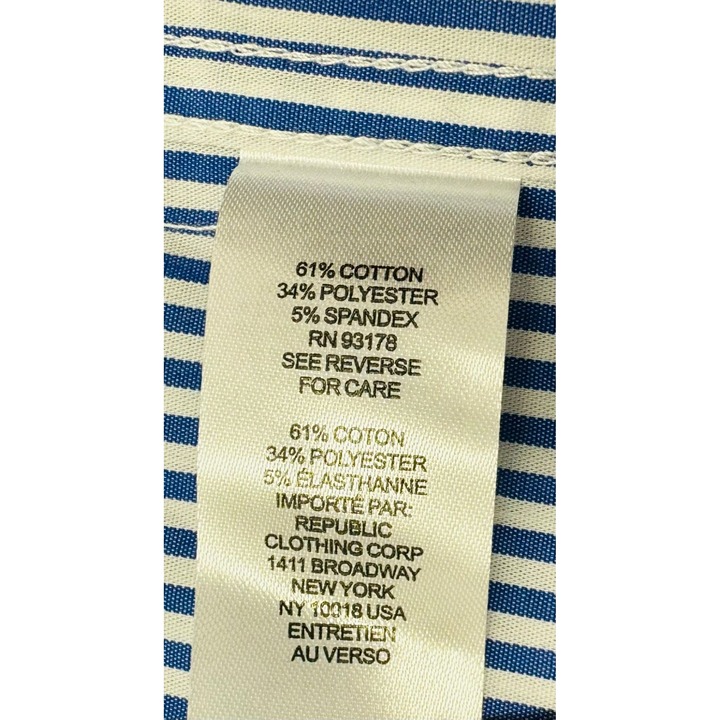 61% COTTON
34% POLYESTER
5% SPANDEX
RN 93178
SEE REVERSE
FOR CARE
61% COTON
34% POLYESTER
5% ÉLASTHANNE
IMPORTÉ PAR:
REPUBLIC
CLOTHING CORP
1411 BROADWAY
NEW YORK
NY 10018 USA
ENTRETIEN
AU VERSO